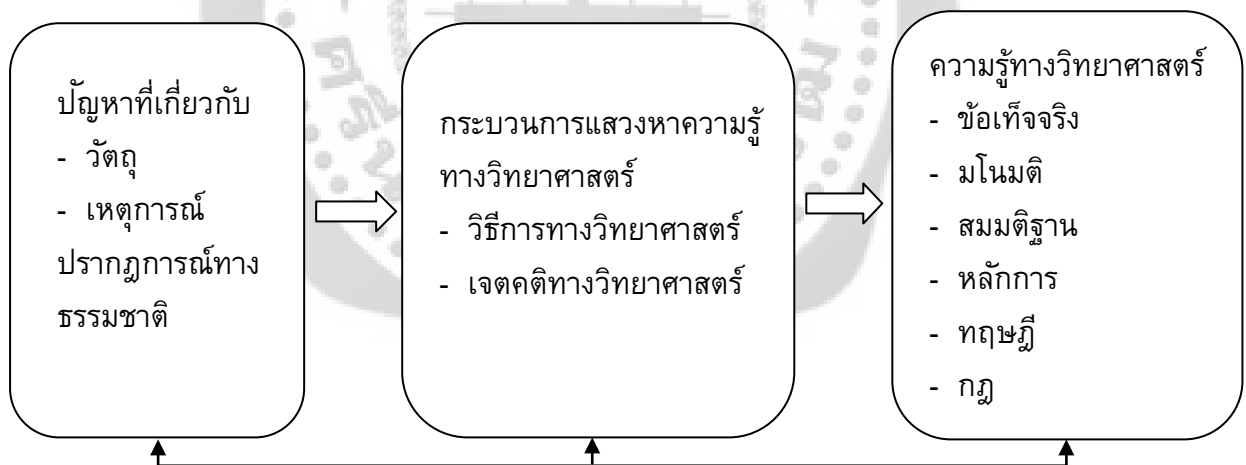 ปัญหาที่เกี่ยวกับ
- วัตถุ
- เหตุการณ์
ปรากฏการณ์ทาง
ธรรมชาติ
กระบวนการแสวงหาความรู้
ทางวิทยาศาสตร์
- วิธีการทางวิทยาศาสตร์
- เจตคติทางวิทยาศาสตร์
ความรู้ทางวิทยาศาสตร์
- ข้อเท็จจริง
- มโนมติ
- สมมติฐาน
- หลักการ
- ทฤษฎี
- กฎ